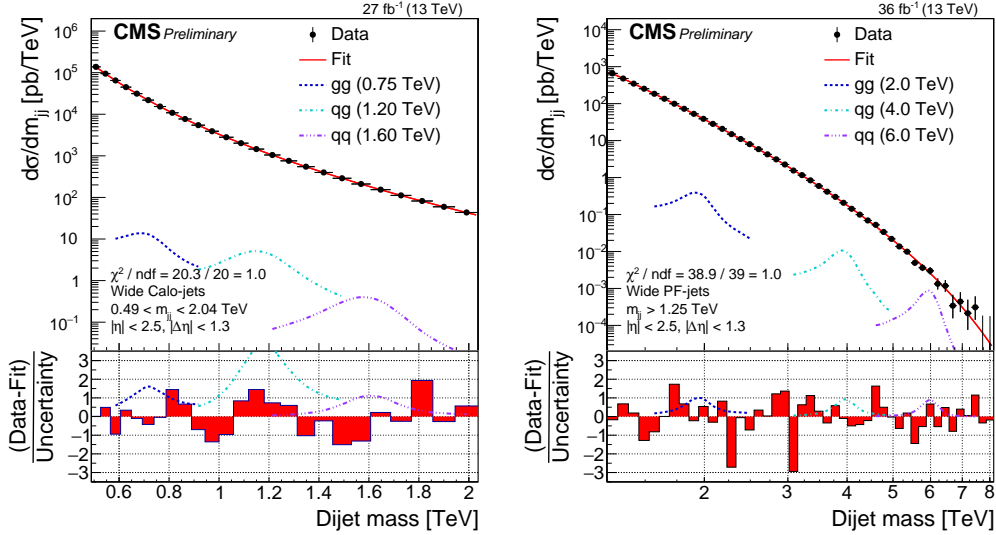 27 fb⁻¹ (13 TeV)
CMS Preliminary
Data
Fit
gg (0.75 TeV)
qg (1.20 TeV)
qq (1.60 TeV)
dσ/dm_jj [pb/TeV]
10⁶
10⁵
10⁴
10³
10²
10
1
10⁻¹
χ² / ndf = 20.3 / 20 = 1.0
Wide Calo-jets
0.49 < m_jj < 2.04 TeV
|η| < 2.5, |Δη| < 1.3
(Data-Fit)
Uncertainty
3
2
1
0
−1
−2
−3
0.6 0.8 1 1.2 1.4 1.6 1.8 2
Dijet mass [TeV]
36 fb⁻¹ (13 TeV)
CMS Preliminary
Data
Fit
gg (2.0 TeV)
qg (4.0 TeV)
qq (6.0 TeV)
dσ/dm_jj [pb/TeV]
10⁴
10³
10²
10
1
10⁻¹
10⁻²
10⁻³
10⁻⁴
χ² / ndf = 38.9 / 39 = 1.0
Wide PF-jets
m_jj > 1.25 TeV
|η| < 2.5, |Δη| < 1.3
(Data-Fit)
Uncertainty
3
2
1
0
−1
−2
−3
2 3 4 5 6 7 8
Dijet mass [TeV]